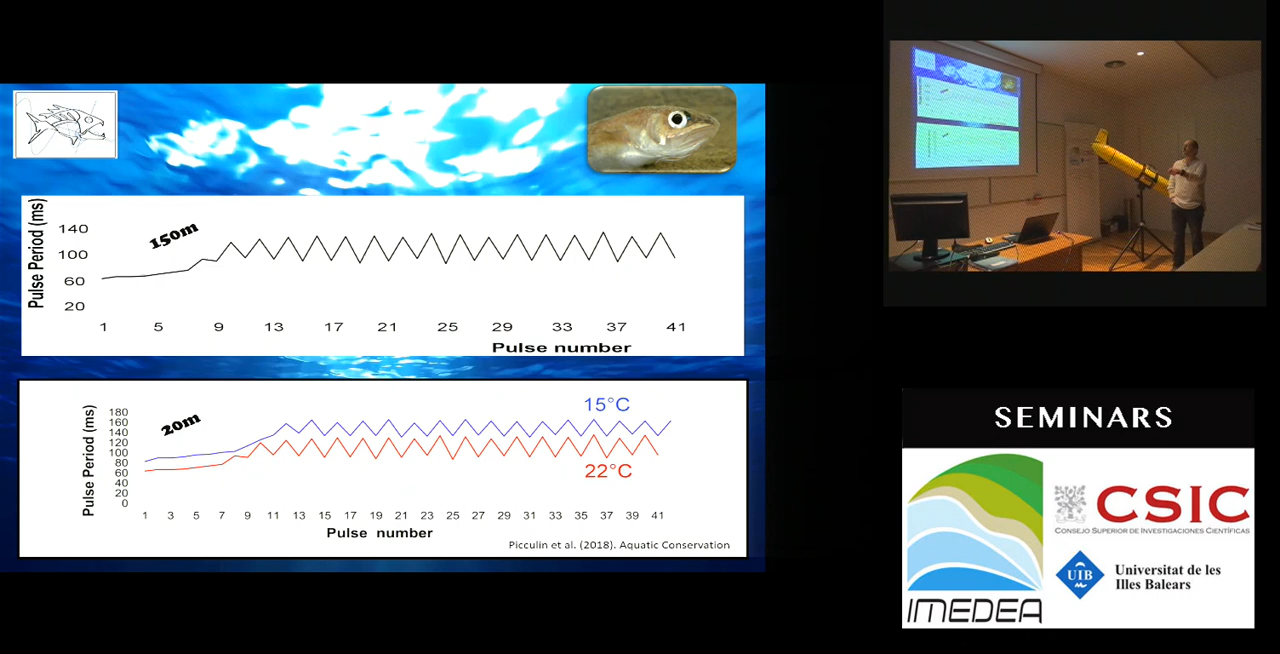 Pulse Period (ms)
140
100
60
20
150m
1 5 9 13 17 21 25 29 33 37 41
Pulse number
Pulse Period (ms)
180
160
140
120
100
80
60
40
20
0
20m
15°C
22°C
1 3 5 7 9 11 13 15 17 19 21 23 25 27 29 31 33 35 37 39 41
Pulse number
Picculin et al. (2018). Aquatic Conservation
SEMINARS
IMEDEA
CSIC
CONSEJO SUPERIOR DE INVESTIGACIONES CIENTÍFICAS
UIB
Universitat de les
Illes Balears